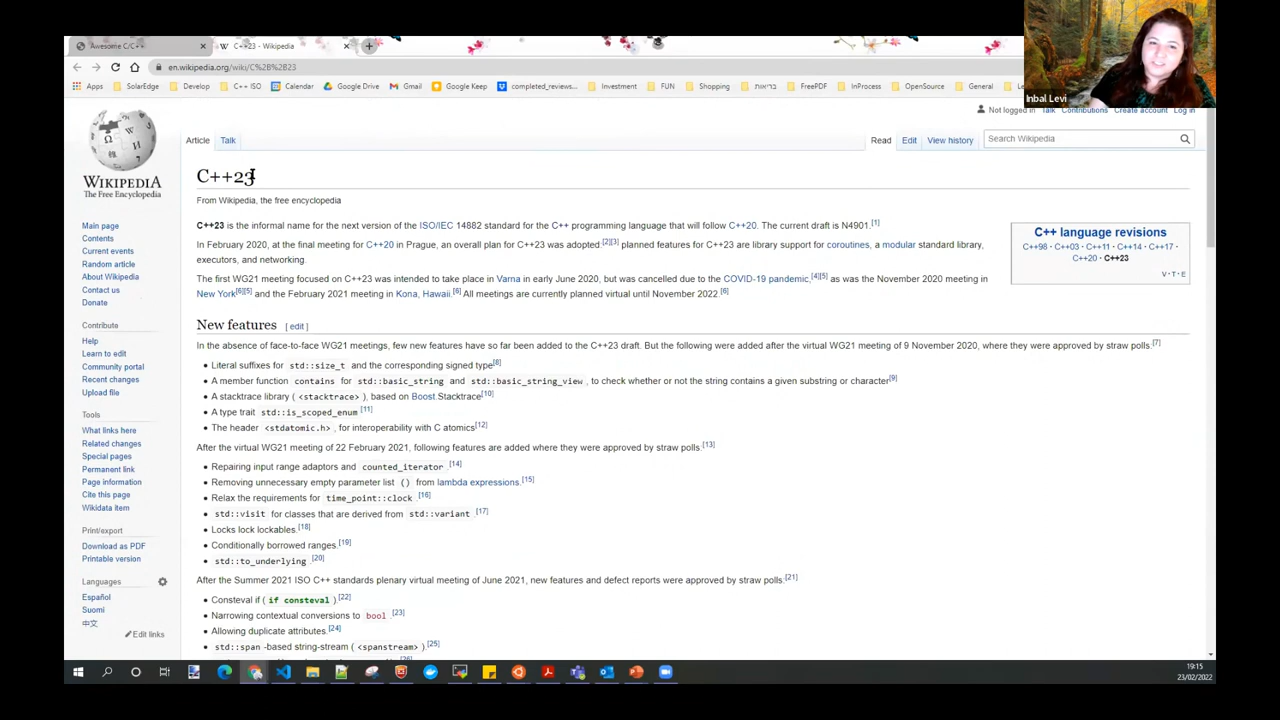 Awesome C/C++
C++23 - Wikipedia
en.wikipedia.org/wiki/C%2B%2B23
Apps SolarEdge Develop C++ ISO Calendar Google Drive Gmail Google Keep completed_reviews... Investment FUN Shopping בריאות FreePDF InProcess OpenSource General
Inbal Levi
Not logged in Talk Contributions Create account Log in
Article Talk Read Edit View history Search Wikipedia
WIKIPEDIA
The Free Encyclopedia
C++23
From Wikipedia, the free encyclopedia
C++23 is the informal name for the next version of the ISO/IEC 14882 standard for the C++ programming language that will follow C++20. The current draft is N4901.[1]
In February 2020, at the final meeting for C++20 in Prague, an overall plan for C++23 was adopted:[2][3] planned features for C++23 are library support for coroutines, a modular standard library,
executors, and networking.
The first WG21 meeting focused on C++23 was intended to take place in Varna in early June 2020, but was cancelled due to the COVID-19 pandemic,[4][5] as was the November 2020 meeting in
New York[6][5] and the February 2021 meeting in Kona, Hawaii.[6] All meetings are currently planned virtual until November 2022 [6]
C++ language revisions
C++98 · C++03 · C++11 · C++14 · C++17 ·
C++20 · C++23
V · T · E
New features [ edit ]
In the absence of face-to-face WG21 meetings, few new features have so far been added to the C++23 draft. But the following were added after the virtual WG21 meeting of 9 November 2020, where they were approved by straw polls:[7]
• Literal suffixes for std::size_t and the corresponding signed type[8]
• A member function contains for std::basic_string and std::basic_string_view, to check whether or not the string contains a given substring or character[9]
• A stacktrace library ( <stacktrace> ), based on Boost.Stacktrace[10]
• A type trait std::is_scoped_enum [11]
• The header <stdatomic.h>, for interoperability with C atomics[12]
After the virtual WG21 meeting of 22 February 2021, following features are added where they were approved by straw polls:[13]
• Repairing input range adaptors and counted_iterator .[14]
• Removing unnecessary empty parameter list () from lambda expressions.[15]
• Relax the requirements for time_point::clock .[16]
• std::visit for classes that are derived from std::variant .[17]
• Locks lock lockables.[18]
• Conditionally borrowed ranges.[19]
• std::to_underlying .[20]
After the Summer 2021 ISO C++ standards plenary virtual meeting of June 2021, new features and defect reports were approved by straw polls:[21]
• Consteval if ( if consteval ).[22]
• Narrowing contextual conversions to bool .[23]
• Allowing duplicate attributes.[24]
• std::span -based string-stream ( <spanstream> ).[25]
Main page
Contents
Current events
Random article
About Wikipedia
Contact us
Donate
Contribute
Help
Learn to edit
Community portal
Recent changes
Upload file
Tools
What links here
Related changes
Special pages
Permanent link
Page information
Cite this page
Wikidata item
Print/export
Download as PDF
Printable version
Languages
Español
Suomi
中文
Edit links
19:15
23/02/2022